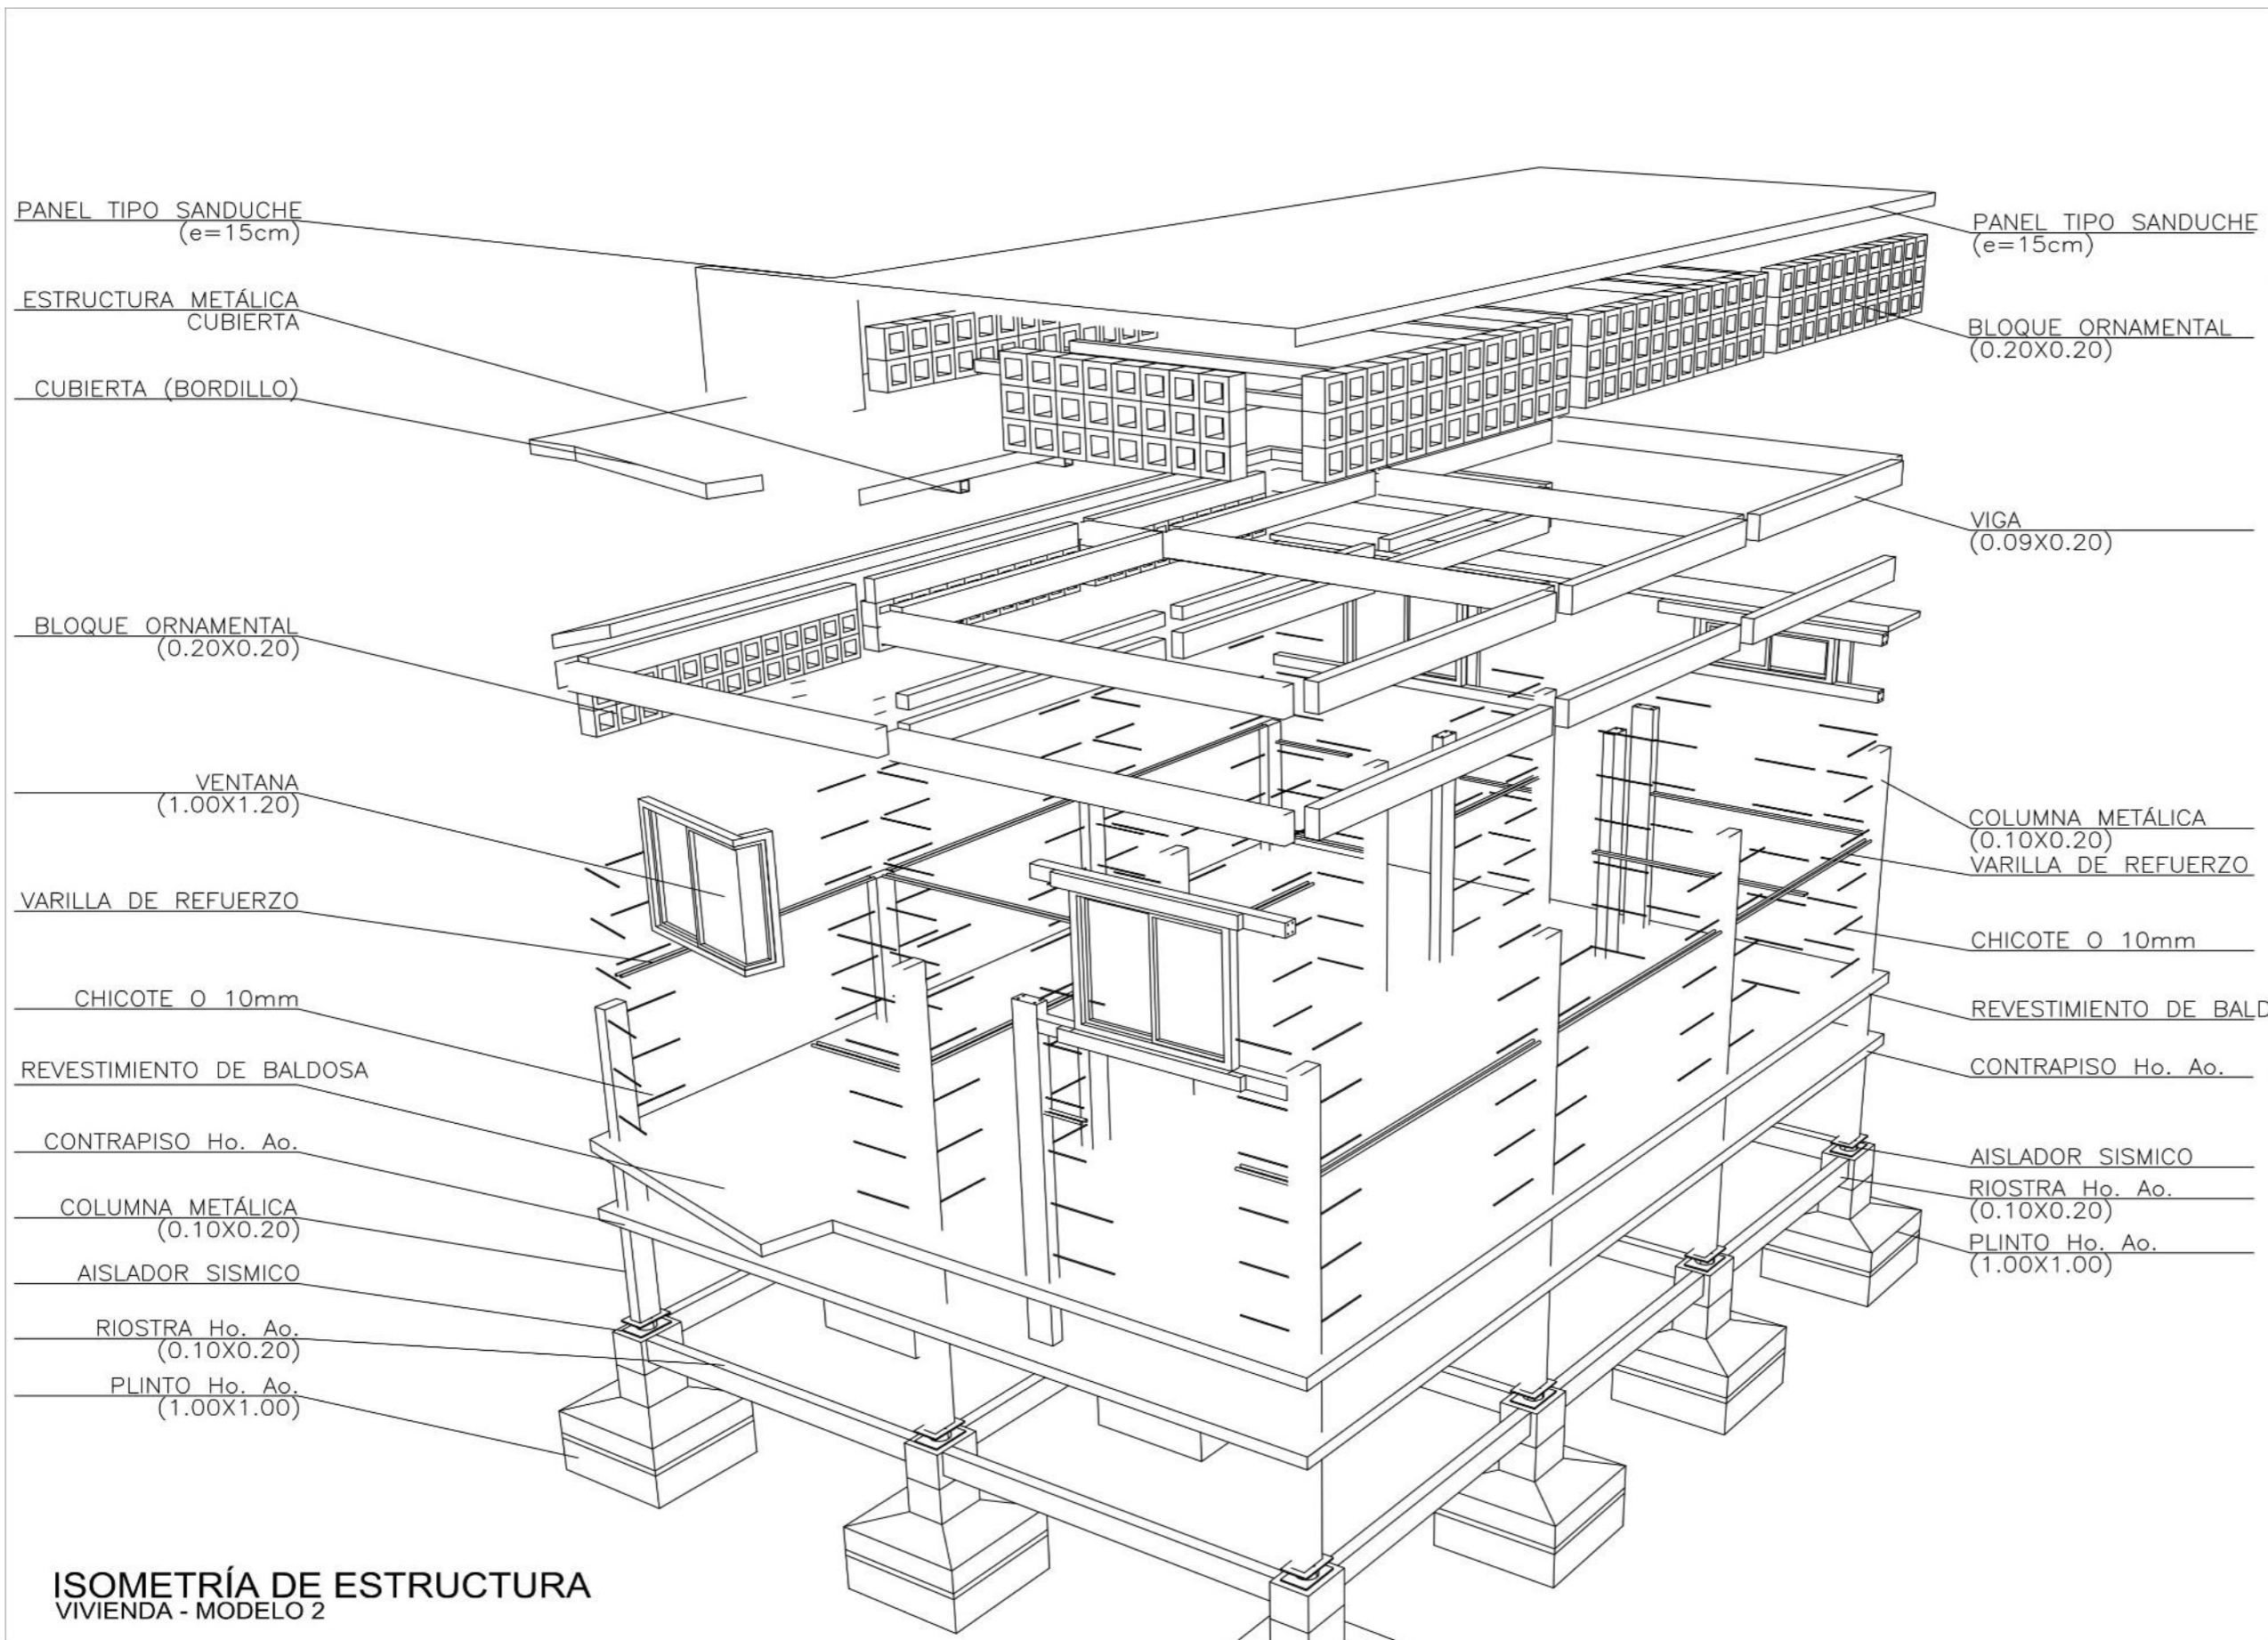 PANEL TIPO SANDUCHE
(e=15cm)
ESTRUCTURA METÁLICA
CUBIERTA
CUBIERTA (BORDILLO)
BLOQUE ORNAMENTAL
(0.20X0.20)
VENTANA
(1.00X1.20)
VARILLA DE REFUERZO
CHICOTE O 10mm
REVESTIMIENTO DE BALDOSA
CONTRAPISO Ho. Ao.
COLUMNA METÁLICA
(0.10X0.20)
AISLADOR SISMICO
RIOSTRA Ho. Ao.
(0.10X0.20)
PLINTO Ho. Ao.
(1.00X1.00)
PANEL TIPO SANDUCHE
(e=15cm)
BLOQUE ORNAMENTAL
(0.20X0.20)
VIGA
(0.09X0.20)
COLUMNA METÁLICA
(0.10X0.20)
VARILLA DE REFUERZO
CHICOTE O 10mm
REVESTIMIENTO DE BALD
CONTRAPISO Ho. Ao.
AISLADOR SISMICO
RIOSTRA Ho. Ao.
(0.10X0.20)
PLINTO Ho. Ao.
(1.00X1.00)
ISOMETRÍA DE ESTRUCTURA
VIVIENDA - MODELO 2